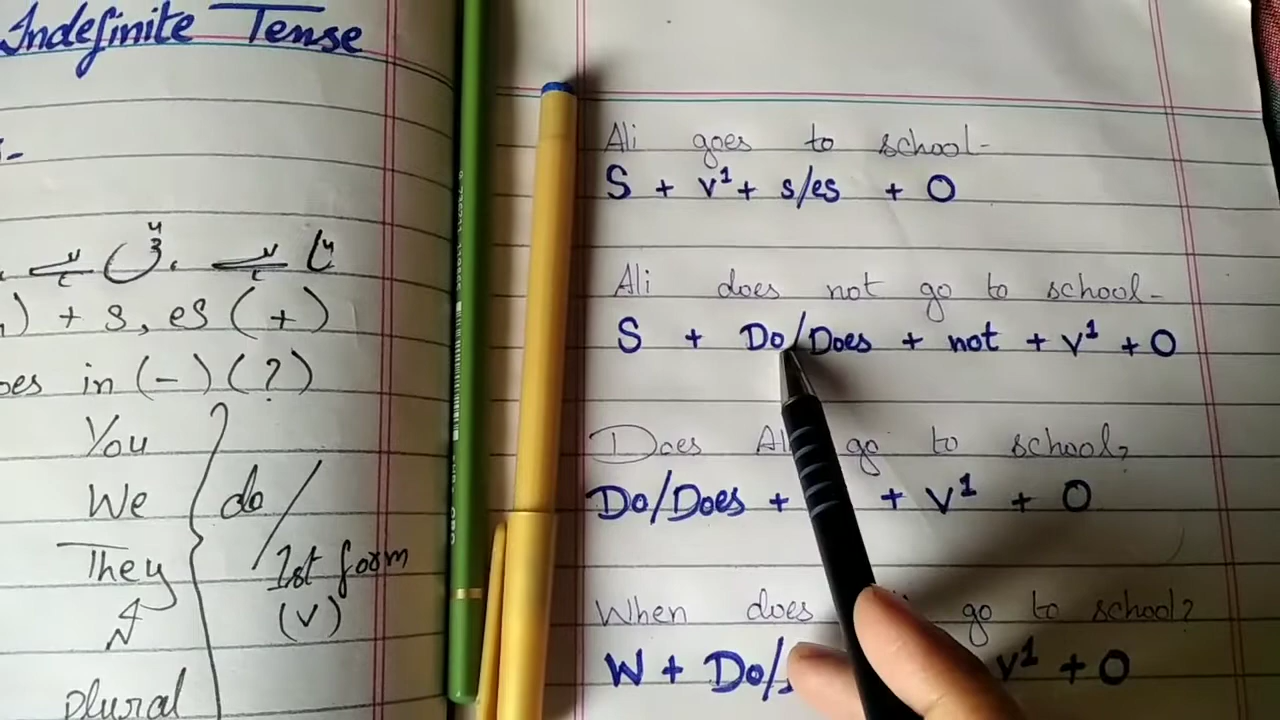 Indefinite Tense
) + s, es (+)
oes in (-) (?)
You
We
They
do /
1st form
(V)
plural
Ali goes to school-
S + V¹ + s/es + O
Ali does not go to school-
S + Do/Does + not + V¹ + O
Does Al go to school?
Do/Does + + V¹ + O
When does go to school?
W + Do/ V¹ + O